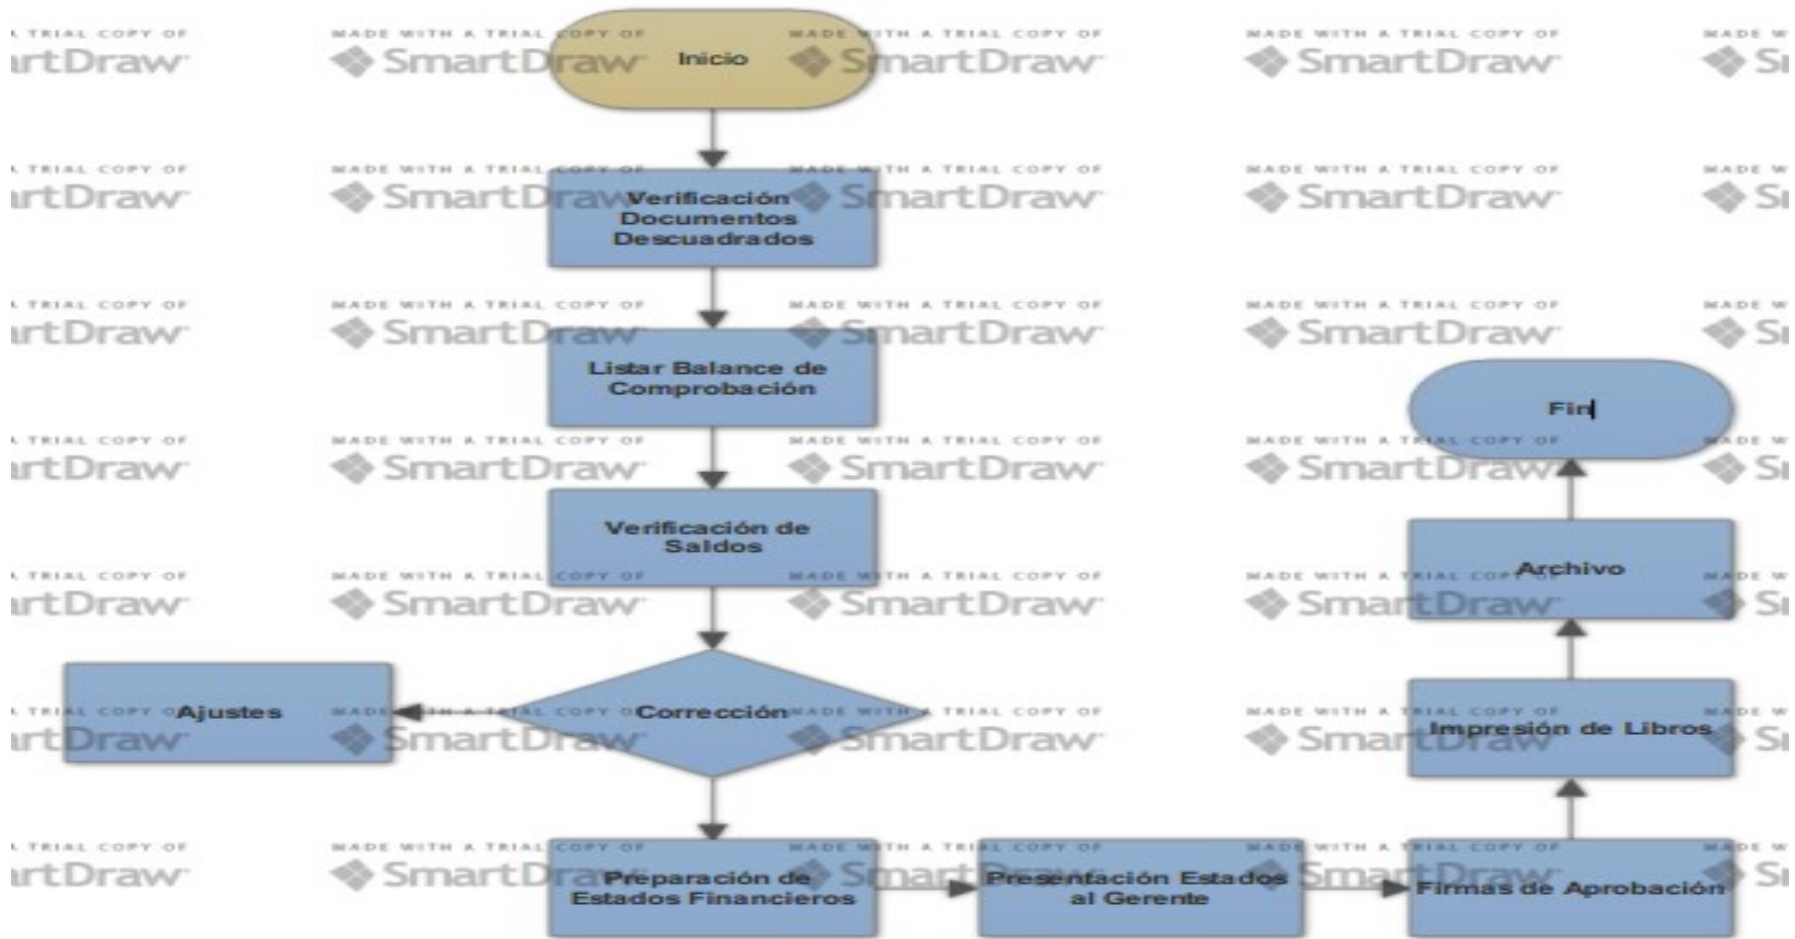 Inicio
Verificación
Documentos
Descuadrados
Listar Balance de
Comprobación
Verificación de
Saldos
Corrección
Ajustes
Preparación de
Estados Financieros
Presentación Estados
al Gerente
Firmas de Aprobación
Impresión de Libros
Archivo
Fin
MADE WITH A TRIAL COPY OF
SmartDraw